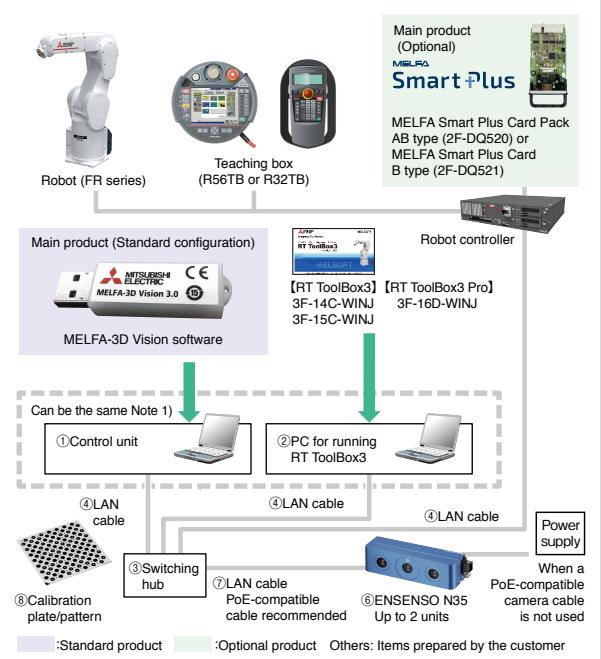 Main product
(Optional)
MELFA
Smart Plus
MELFA Smart Plus Card Pack
AB type (2F-DQ520) or
MELFA Smart Plus Card
B type (2F-DQ521)
Robot (FR series)
Teaching box
(R56TB or R32TB)
Robot controller
Main product (Standard configuration)
MITSUBISHI
ELECTRIC
CE
MELFA-3D Vision 3.0
15
MELFA-3D Vision software
MELSOFT
RT ToolBox3
MELSOFT
【RT ToolBox3】
3F-14C-WINJ
3F-15C-WINJ
【RT ToolBox3 Pro】
3F-16D-WINJ
Can be the same Note 1)
①Control unit
②PC for running
RT ToolBox3
④LAN
cable
④LAN cable
④LAN cable
Power
supply
③Switching
hub
⑦LAN cable
PoE-compatible
cable recommended
⑥ENSENSO N35
Up to 2 units
When a
PoE-compatible
camera cable
is not used
⑧Calibration
plate/pattern
:Standard product
:Optional product
Others: Items prepared by the customer